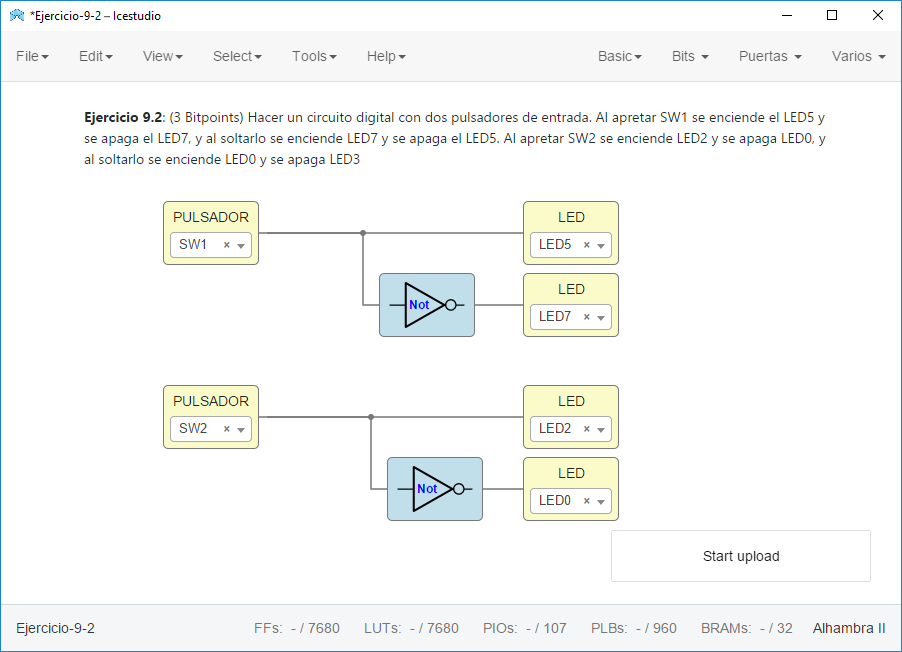 *Ejercicio-9-2 – Icestudio
File Edit View Select Tools Help Basic Bits Puertas Varios
Ejercicio 9.2: (3 Bitpoints) Hacer un circuito digital con dos pulsadores de entrada. Al apretar SW1 se enciende el LED5 y
se apaga el LED7, y al soltarlo se enciende LED7 y se apaga el LED5. Al apretar SW2 se enciende LED2 y se apaga LED0, y
al soltarlo se enciende LED0 y se apaga LED3
PULSADOR
SW1 ×
LED
LED5 ×
Not
LED
LED7 ×
PULSADOR
SW2 ×
LED
LED2 ×
Not
LED
LED0 ×
Start upload
Ejercicio-9-2 FFs: - / 7680 LUTs: - / 7680 PIOs: - / 107 PLBs: - / 960 BRAMs: - / 32 Alhambra II